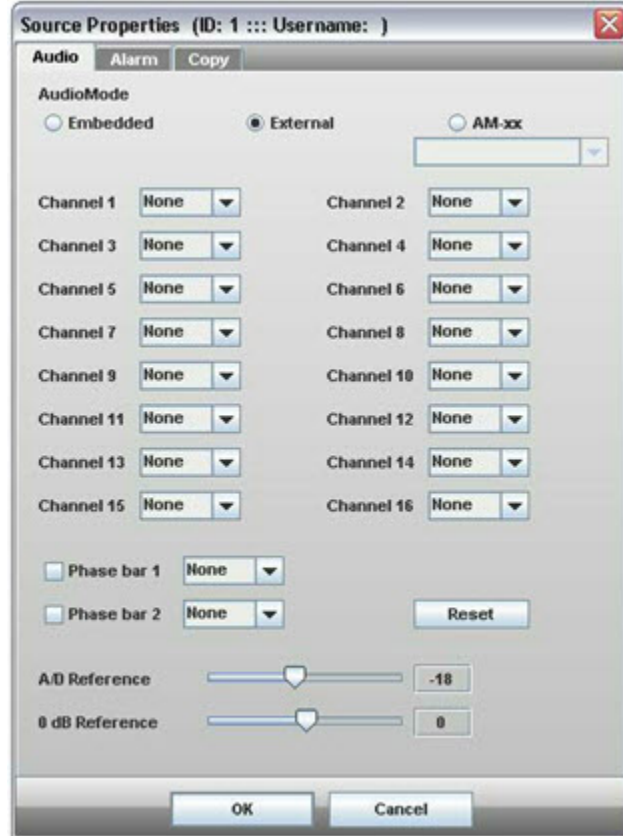 Source Properties (ID: 1 ::: Username: )
Audio Alarm Copy
AudioMode
Embedded External AM-xx
Channel 1 None Channel 2 None
Channel 3 None Channel 4 None
Channel 5 None Channel 6 None
Channel 7 None Channel 8 None
Channel 9 None Channel 10 None
Channel 11 None Channel 12 None
Channel 13 None Channel 14 None
Channel 15 None Channel 16 None
Phase bar 1 None
Phase bar 2 None Reset
A/D Reference -18
0 dB Reference 0
OK Cancel